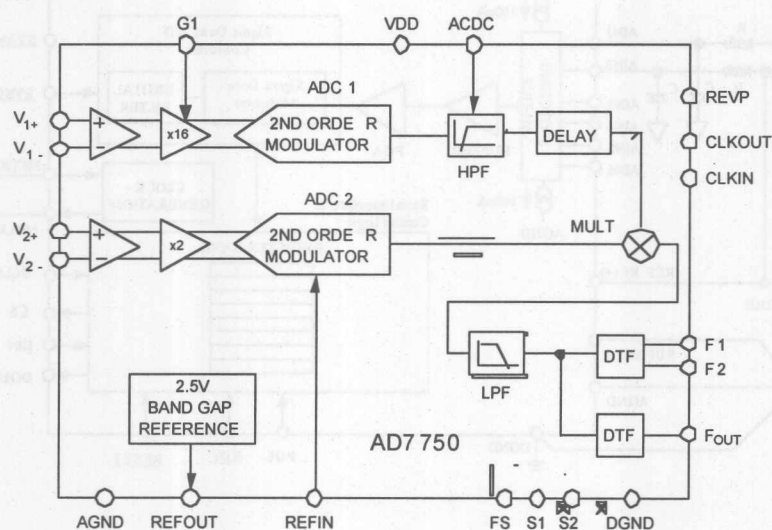 G1
VDD
ACDC
ADC 1
REVP
V1+
x16
2ND ORDE R
MODULATOR
DELAY
V1 -
CLKOUT
HPF
CLKIN
ADC 2
MULT
V2+
x2
2ND ORDE R
MODULATOR
V2 -
F1
DTF
F2
LPF
2.5V
BAND GAP
REFERENCE
AD7750
DTF
FOUT
AGND
REFOUT
REFIN
FS
S1
S2
DGND